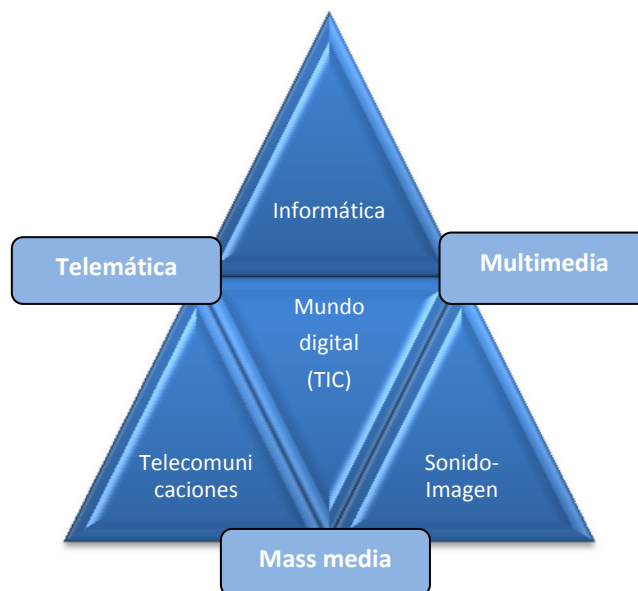 Informática
Telemática
Multimedia
Mundo
digital
(TIC)
Telecomuni
caciones
Sonido-
Imagen
Mass media